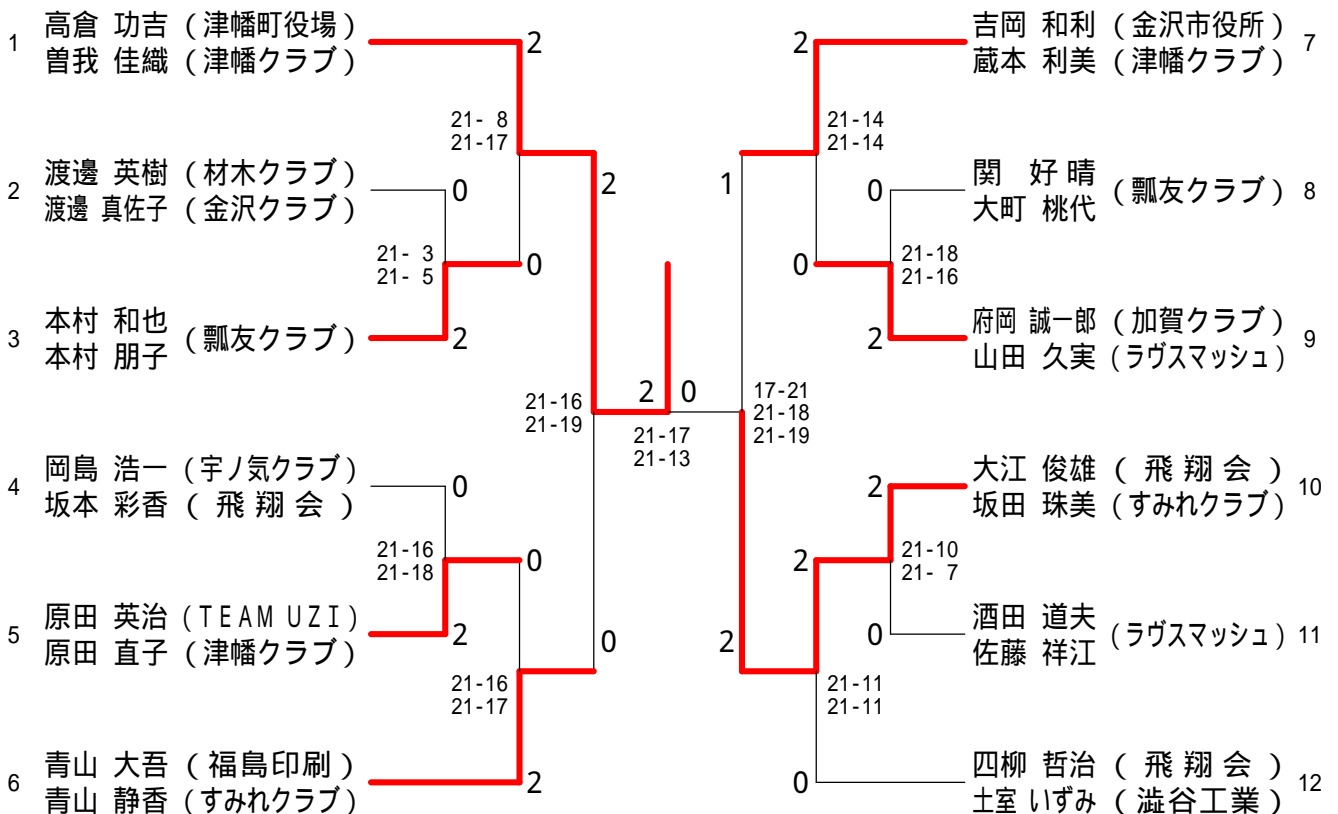 1
高倉 功吉 (津幡町役場)
曽我 佳織 (津幡クラブ)
2
21- 8
21-17
2
渡邊 英樹 (材木クラブ)
渡邊 真佐子 (金沢クラブ)
0
2
21- 3
21- 5
0
3
本村 和也
本村 朋子
(瓢友クラブ)
2
21-16
21-19
2
0
21-17
21-13
4
岡島 浩一 (宇ノ気クラブ)
坂本 彩香 (飛翔会)
0
21-16
21-18
0
5
原田 英治 (TEAM UZI)
原田 直子 (津幡クラブ)
2
0
21-16
21-17
6
青山 大吾 (福島印刷)
青山 静香 (すみれクラブ)
2
2
吉岡 和利 (金沢市役所)
蔵本 利美 (津幡クラブ)
7
21-14
21-14
1
0
関 好晴
大町 桃代
(瓢友クラブ)
8
0
21-18
21-16
2
府岡 誠一郎 (加賀クラブ)
山田 久実 (ラヴスマッシュ)
9
17-21
21-18
21-19
2
大江 俊雄 (飛翔会)
坂田 珠美 (すみれクラブ)
10
2
21-10
21- 7
2
0
酒田 道夫
佐藤 祥江
(ラヴスマッシュ)
11
21-11
21-11
0
四柳 哲治 (飛翔会)
土室 いずみ (澁谷工業)
12